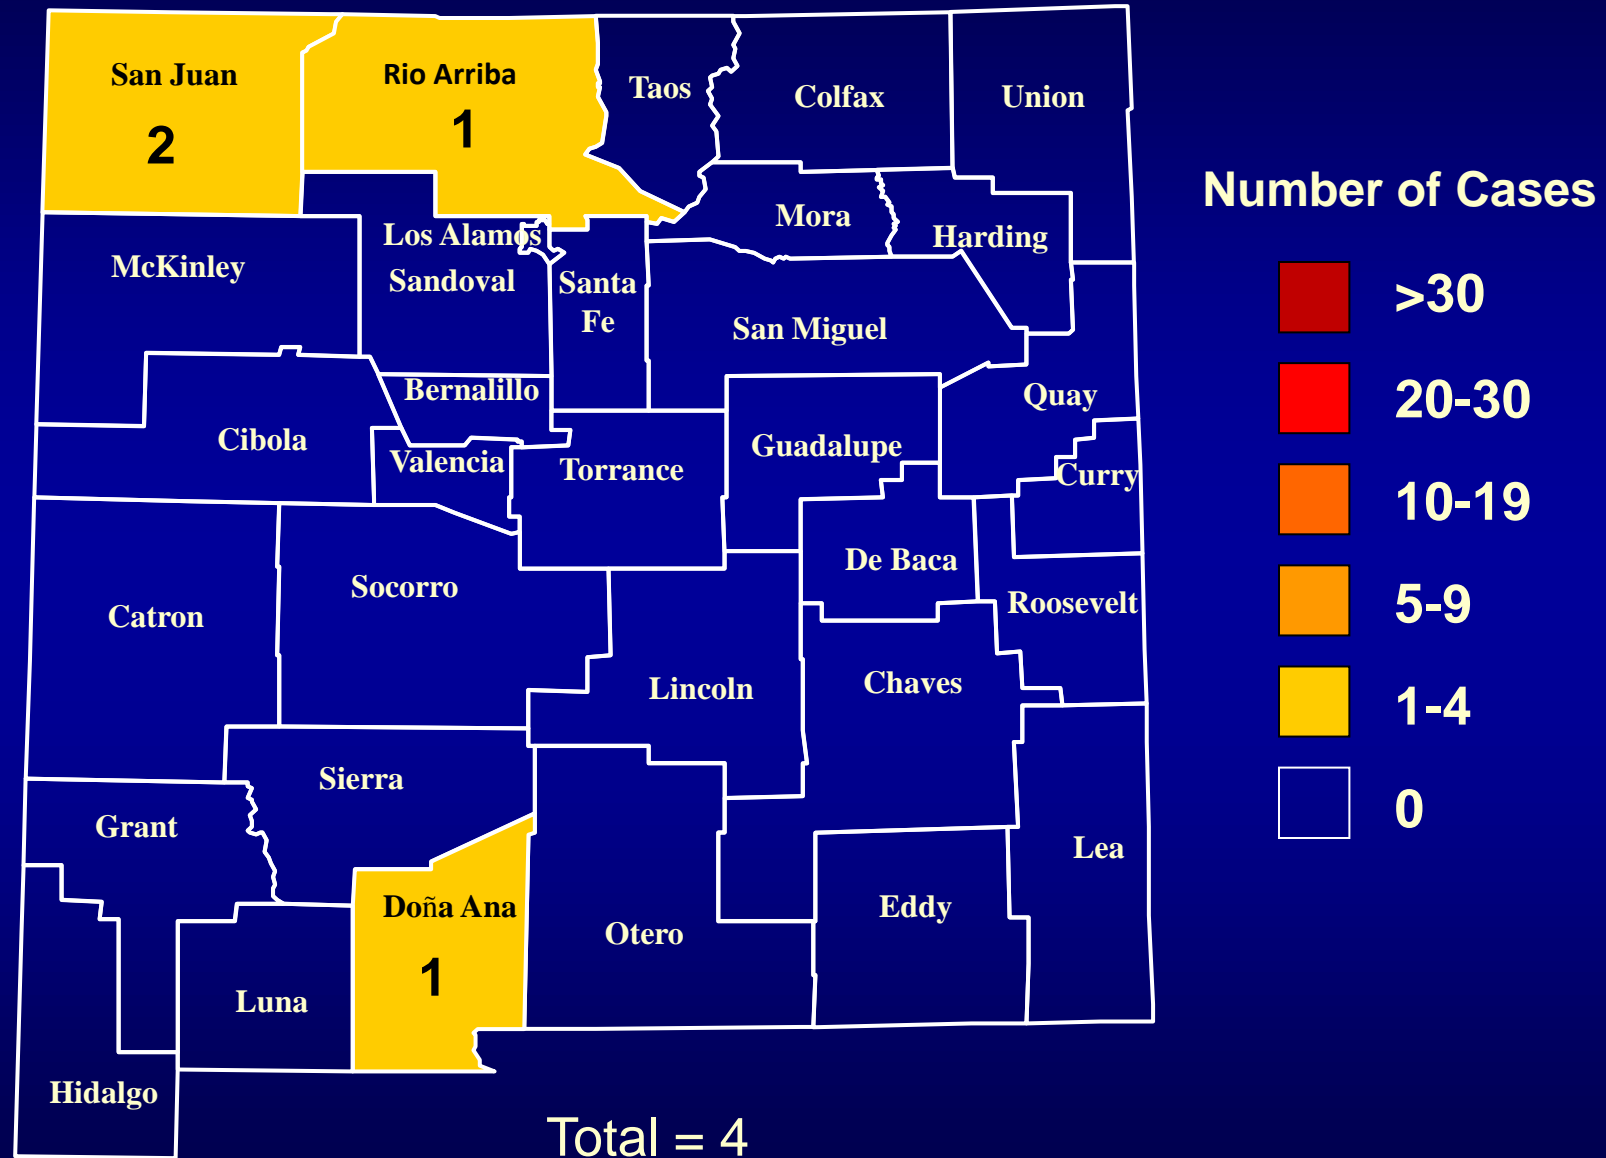 San Juan
2
Rio Arriba
1
Taos
Colfax
Union
Number of Cases
Los Alamos
Mora
Harding
McKinley
Sandoval
Santa
Fe
San Miguel
>30
Bernalillo
Quay
20-30
Cibola
Valencia
Torrance
Guadalupe
Curry
10-19
Catron
Socorro
De Baca
Roosevelt
5-9
Lincoln
Chaves
1-4
Sierra
Grant
Lea
0
Doña Ana
1
Otero
Eddy
Luna
Hidalgo
Total = 4